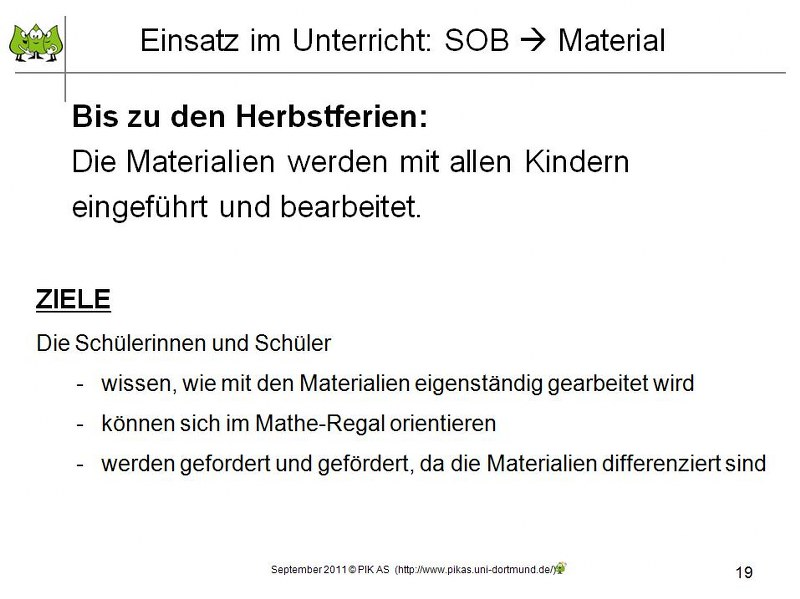 Einsatz im Unterricht: SOB → Material
Bis zu den Herbstferien:
Die Materialien werden mit allen Kindern
eingeführt und bearbeitet.
ZIELE
Die Schülerinnen und Schüler
- wissen, wie mit den Materialien eigenständig gearbeitet wird
- können sich im Mathe-Regal orientieren
- werden gefordert und gefördert, da die Materialien differenziert sind
September 2011 © PIK AS (http://www.pikas.uni-dortmund.de/)
19